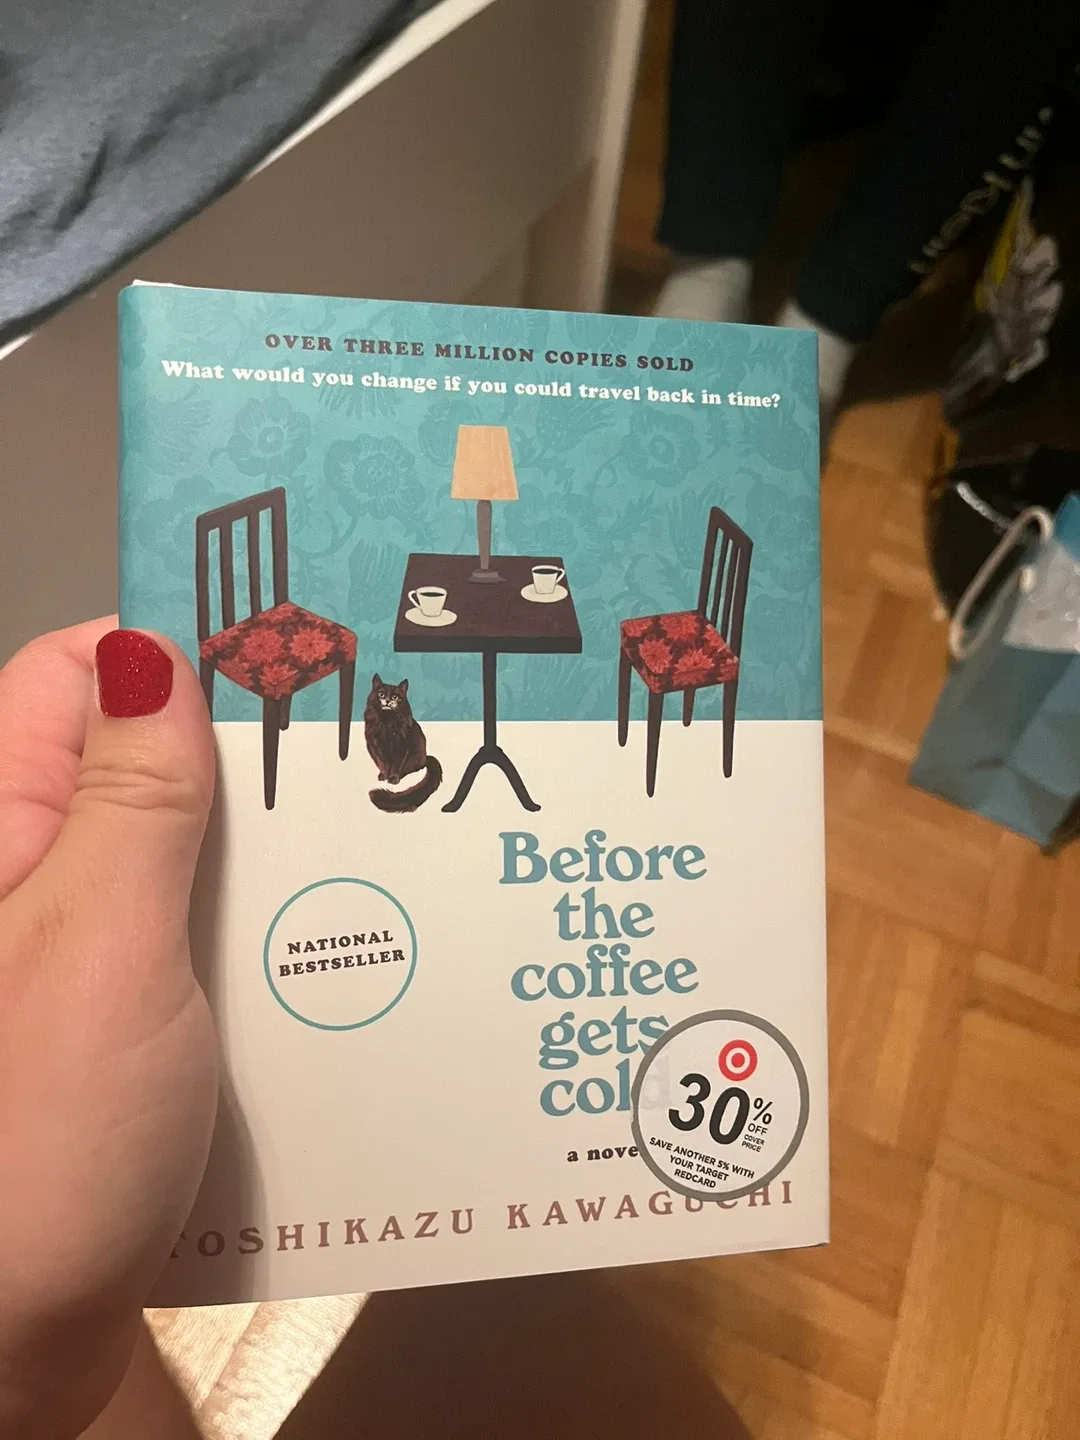 OVER THREE MILLION COPIES SOLD
What would you change if you could travel back in time?
NATIONAL
BESTSELLER
Before
the
coffee
gets
col
a nove
TOSHIKAZU KAWAGUCHI
30%
OFF
COVER
PRICE
SAVE ANOTHER 5% WITH
YOUR TARGET
REDCARD